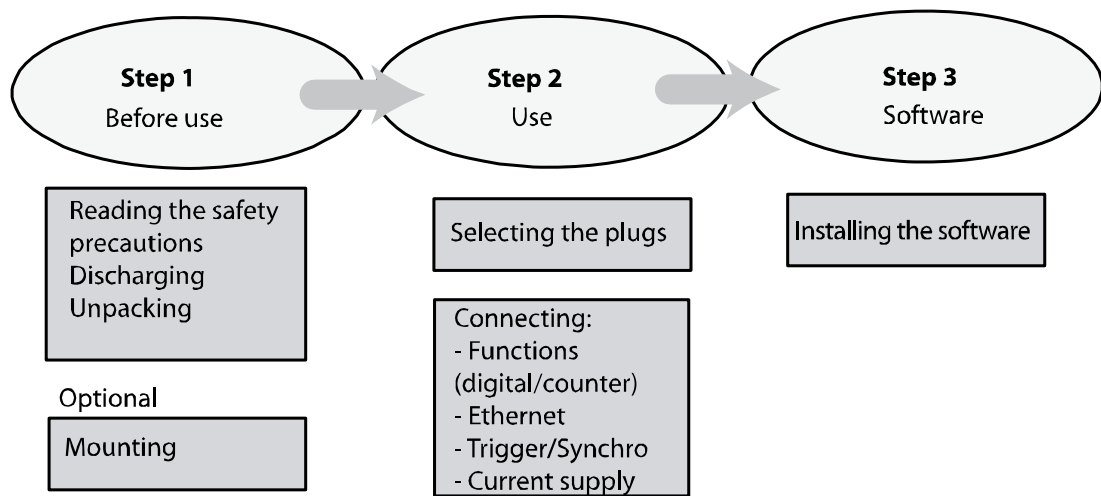 Step 1
Before use
Step 2
Use
Step 3
Software
Reading the safety
precautions
Discharging
Unpacking
Optional
Mounting
Selecting the plugs
Connecting:
- Functions
(digital/counter)
- Ethernet
- Trigger/Synchro
- Current supply
Installing the software